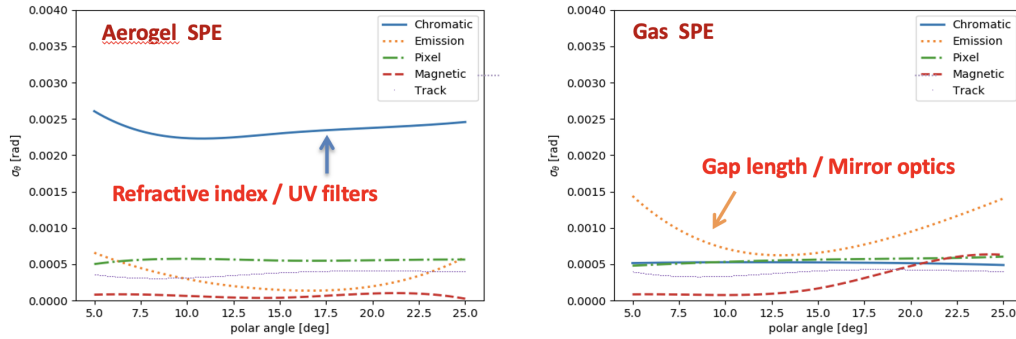 Aerogel SPE
Chromatic
Emission
Pixel
Magnetic
Track
0.0040
0.0035
0.0030
0.0025
0.0020
0.0015
0.0010
0.0005
0.0000
σθ [rad]
Refractive index / UV filters
5.0 7.5 10.0 12.5 15.0 17.5 20.0 22.5 25.0
polar angle [deg]
Gas SPE
Chromatic
Emission
Pixel
Magnetic
Track
0.0040
0.0035
0.0030
0.0025
0.0020
0.0015
0.0010
0.0005
0.0000
σθ [rad]
Gap length / Mirror optics
5.0 7.5 10.0 12.5 15.0 17.5 20.0 22.5 25.0
polar angle [deg]